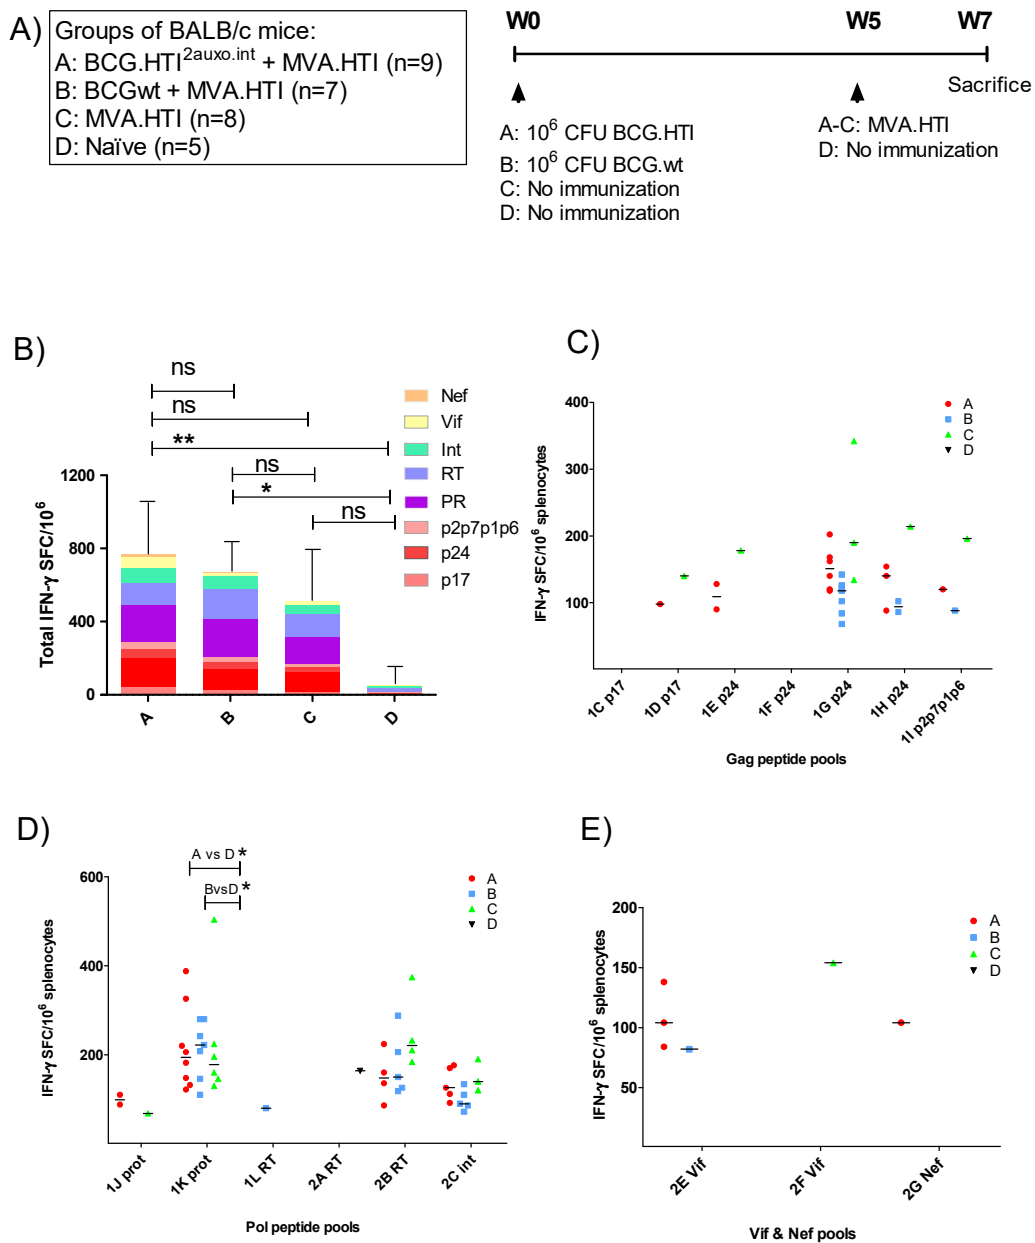 A)
Groups of BALB/c mice:
A: BCG.HTI2auxo.int + MVA.HTI (n=9)
B: BCGwt + MVA.HTI (n=7)
C: MVA.HTI (n=8)
D: Naïve (n=5)
W0 W5 W7
Sacrifice
A: 10⁶ CFU BCG.HTI
B: 10⁶ CFU BCG.wt
C: No immunization
D: No immunization
A-C: MVA.HTI
D: No immunization
B)
ns
ns
**
ns
*
ns
Nef
Vif
Int
RT
PR
p2p7p1p6
p24
p17
Total IFN-γ SFC/10⁶
1200
800
400
0
A B C D
C)
IFN-γ SFC/10⁶ splenocytes
400
300
200
100
A
B
C
D
1C p17 1D p17 1E p24 1F p24 1G p24 1H p24 1I p2p7p1p6
Gag peptide pools
D)
A vs D *
BvsD *
IFN-γ SFC/10⁶ splenocytes
600
400
200
A
B
C
D
1J prot 1K prot 1L RT 2A RT 2B RT 2C int
Pol peptide pools
E)
IFN-γ SFC/10⁶ splenocytes
200
150
100
50
A
B
C
D
2E Vif 2F Vif 2G Nef
Vif & Nef pools